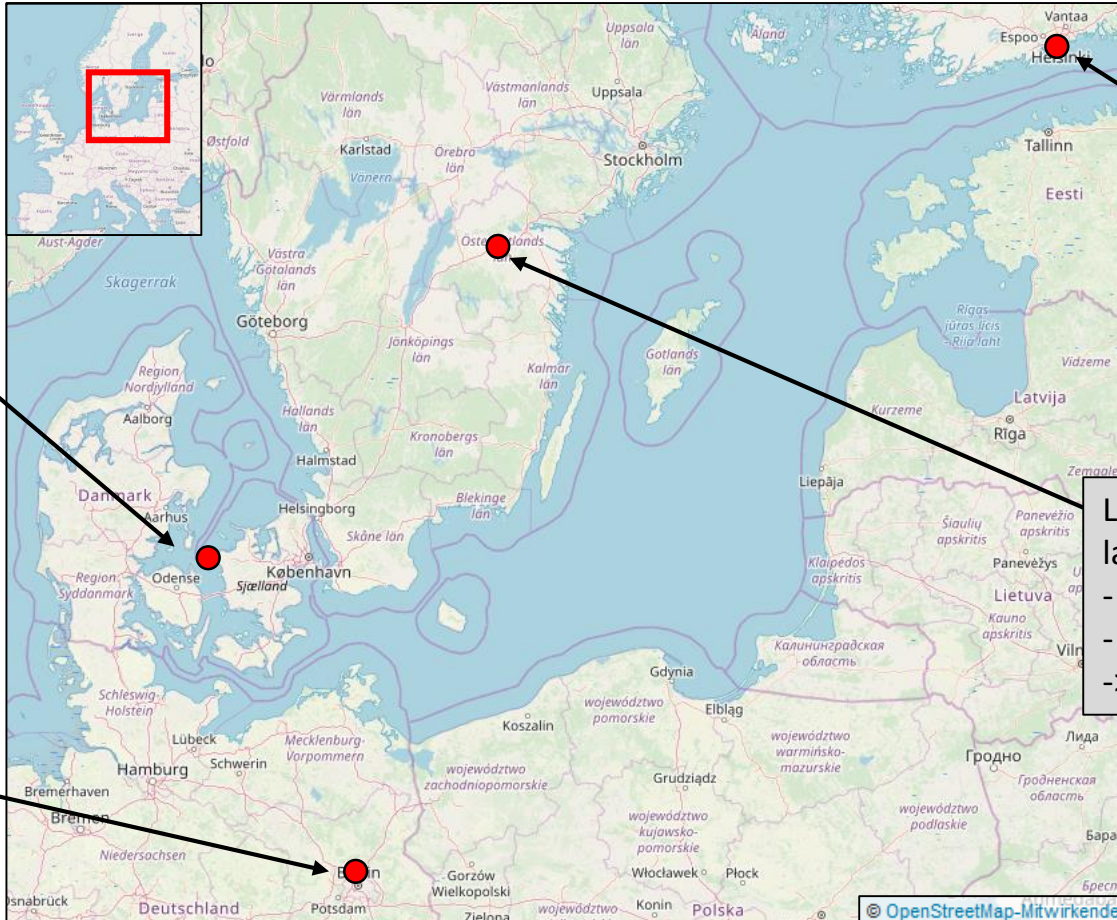 Uppsala
län
Åland
Vantaa
Espoo
Helsinki
Västmanlands
län
Värmlands
län
Uppsala
Østfold
Karlstad
Örebro
län
Stockholm
Tallinn
Vänern
Eesti
Aust-Agder
Västra
Götalands
län
Skagerrak
Göteborg
Rīgas
jūras līcis
- Riia laht
Jönköpings
län
Gotlands
län
Vidzeme
Kalmar
län
Region
Nordjylland
Aalborg
Hallands
län
Kurzeme
Latvija
Rīga
Kronobergs
län
Halmstad
Zemgale
Liepāja
Danmark
Aarhus
Helsingborg
Blekinge
län
Skåne län
Šiaulių
apskritis
Panevėžio
apskritis
Panevėžys
København
Odense
Sjælland
Region
Syddanmark
Klaipėdos
apskritis
Lietuva
Kauno
apskritis
Калининградская
область
Gdynia
Schleswig-
Holstein
Koszalin
województwo
pomorskie
Elbląg
Lübeck
Mecklenburg-
Vorpommern
województwo
warmińsko-
mazurskie
Лида
Гродно
Hamburg
Schwerin
województwo
zachodniopomorskie
Grudziądz
Гродненская
область
Bremerhaven
Bremen
województwo
kujawsko-
pomorskie
województwo
podlaskie
Niedersachsen
Gorzów
Wielkopolski
Włocławek
Płock
Deutschland
Potsdam
Zielona
województwo
Konin
Polska
© OpenStreetMap-Mitwirkende